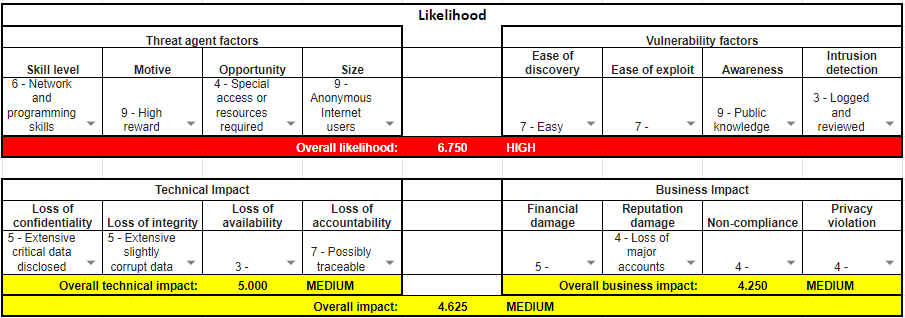 Likelihood
Threat agent factors
Vulnerability factors
Skill level
Motive
Opportunity
Size
Ease of
discovery
Ease of exploit
Awareness
Intrusion
detection
6 - Network
and
programming
skills
9 - High
reward
4 - Special
access or
resources
required
9 -
Anonymous
Internet
users
7 - Easy
7 -
9 - Public
knowledge
3 - Logged
and
reviewed
Overall likelihood: 6.750 HIGH
Technical Impact
Business Impact
Loss of
confidentiality
Loss of integrity
Loss of
availability
Loss of
accountability
Financial
damage
Reputation
damage
Non-compliance
Privacy
violation
5 - Extensive
critical data
disclosed
5 - Extensive
slightly
corrupt data
3 -
7 - Possibly
traceable
5 -
4 - Loss of
major
accounts
4 -
4 -
Overall technical impact: 5.000 MEDIUM
Overall business impact: 4.250 MEDIUM
Overall impact: 4.625 MEDIUM